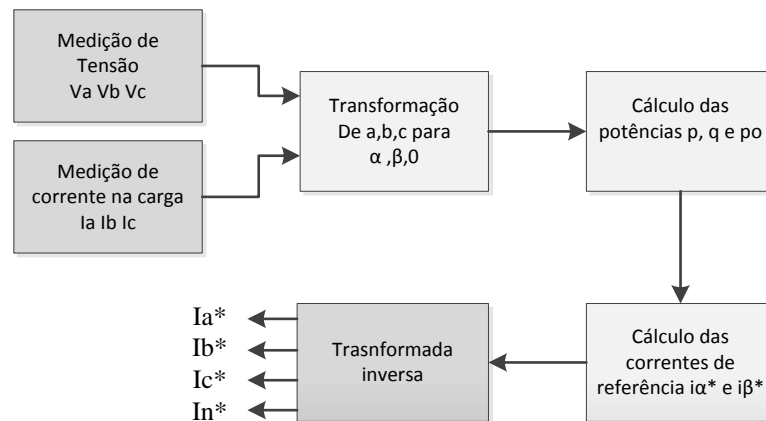 Medição de
Tensão
Va Vb Vc
Medição de
corrente na carga
Ia Ib Ic
Transformação
De a,b,c para
α ,β,0
Cálculo das
potências p, q e po
Cálculo das
correntes de
referência iα* e iβ*
Trasnformada
inversa
Ia*
Ib*
Ic*
In*